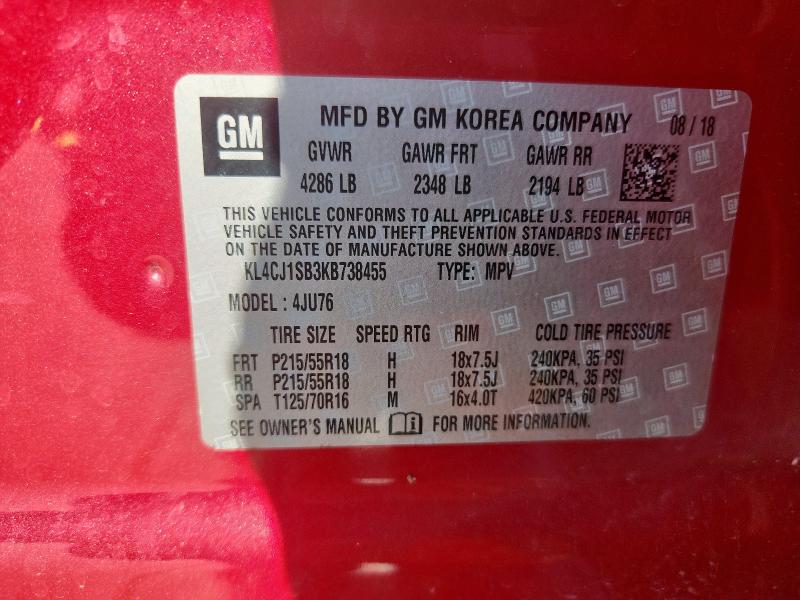 GM
MFD BY GM KOREA COMPANY 08 / 18
GVWR GAWR FRT GAWR RR
4286 LB 2348 LB 2194 LB
THIS VEHICLE CONFORMS TO ALL APPLICABLE U.S. FEDERAL MOTOR
VEHICLE SAFETY AND THEFT PREVENTION STANDARDS IN EFFECT
ON THE DATE OF MANUFACTURE SHOWN ABOVE.
KL4CJ1SB3KB738455 TYPE: MPV
MODEL : 4JU76
TIRE SIZE SPEED RTG RIM COLD TIRE PRESSURE
FRT P215/55R18 H 18x7.5J 240KPA, 35 PSI
RR P215/55R18 H 18x7.5J 240KPA, 35 PSI
SPA T125/70R16 M 16x4.0T 420KPA, 60 PSI
SEE OWNER'S MANUAL i FOR MORE INFORMATION.